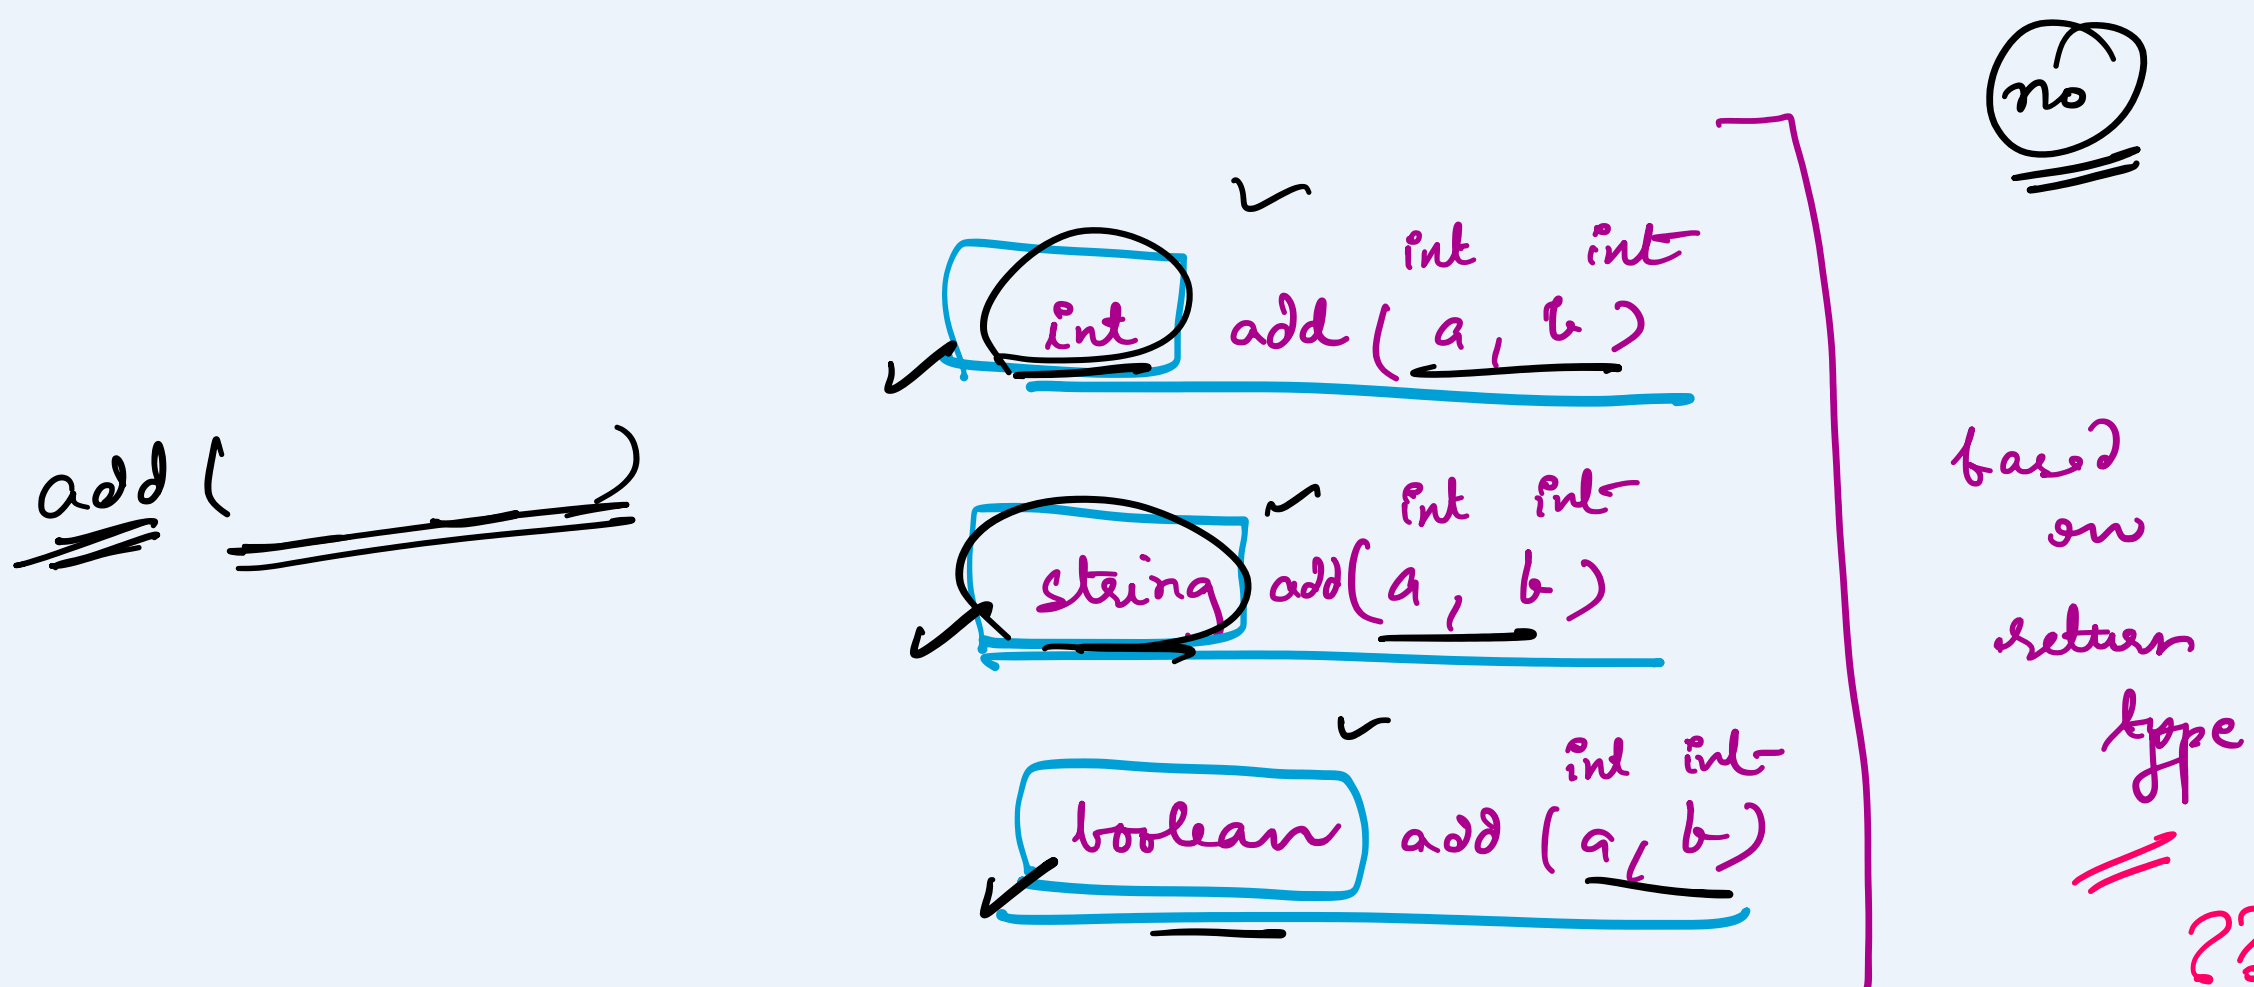 no
int int
int add ( a, b )
add ( )
int int
string add( a, b )
int int
boolean add ( a, b )
based
on
return
type
??